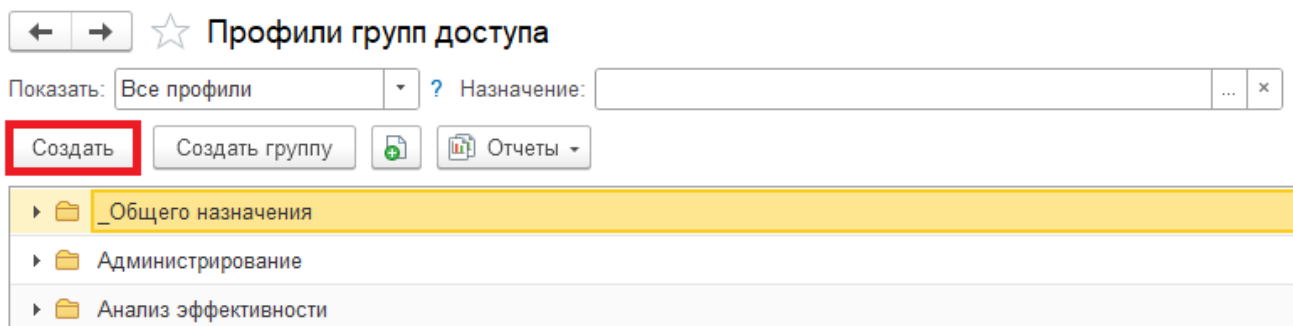 Профили групп доступа
Показать: Все профили ? Назначение: ... ×
Создать Создать группу Отчеты
_Общего назначения
Администрирование
Анализ эффективности